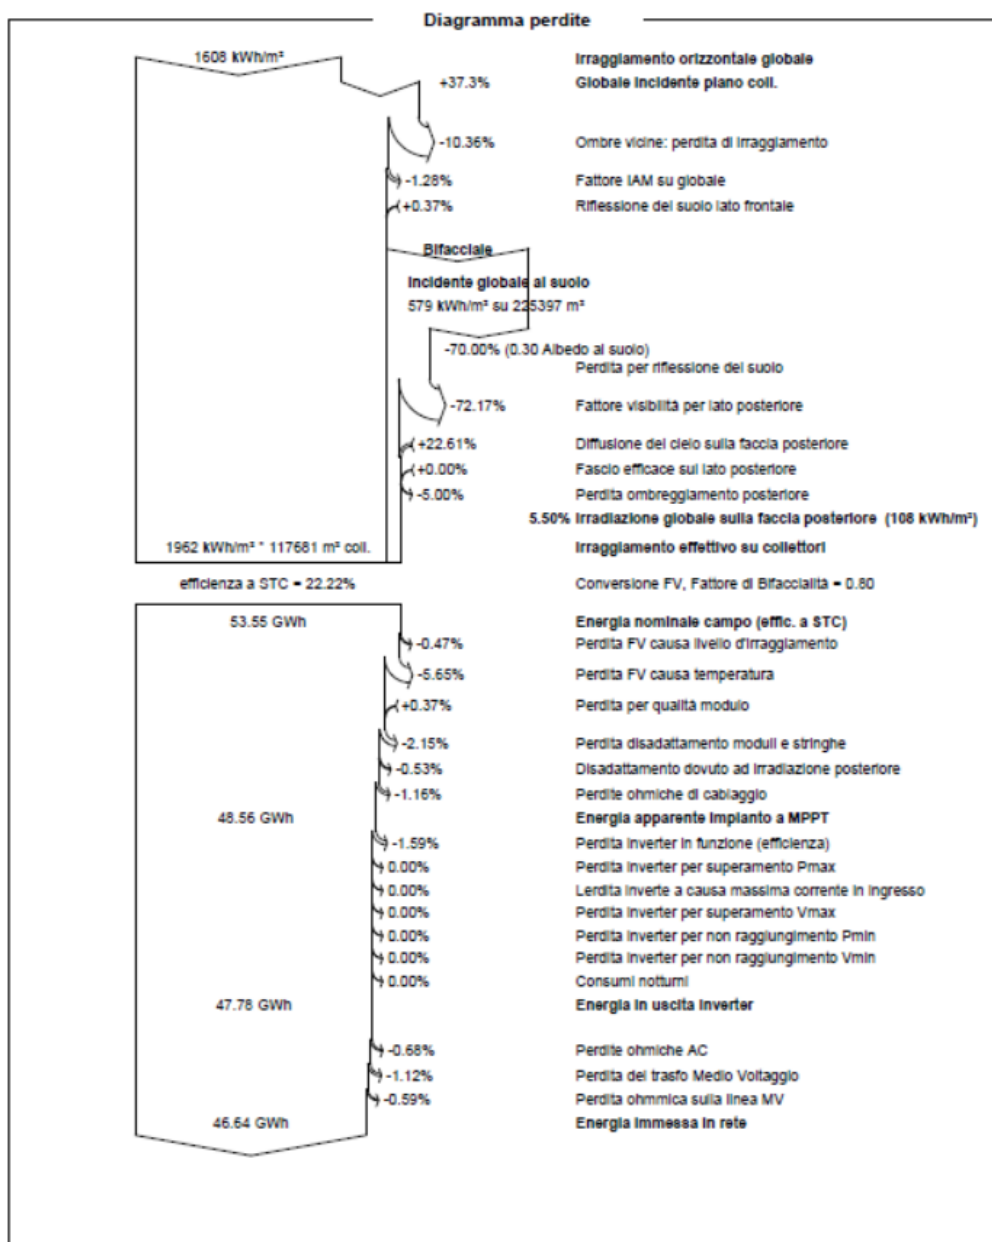 Diagramma perdite
1608 kWh/m² Irraggiamento orizzontale globale
+37.3% Globale incidente piano coll.
-10.36% Ombre vicine: perdita di irraggiamento
-1.28% Fattore IAM su globale
+0.37% Riflessione del suolo lato frontale
Bifacciale
Incidente globale al suolo
579 kWh/m² su 225397 m²
-70.00% (0.30 Albedo al suolo)
Perdita per riflessione del suolo
-72.17% Fattore visibilità per lato posteriore
+22.61% Diffusione del cielo sulla faccia posteriore
+0.00% Fascio efficace sul lato posteriore
-5.00% Perdita ombreggiamento posteriore
5.50% Irradiazione globale sulla faccia posteriore (108 kWh/m²)
1962 kWh/m² * 117681 m² coll. Irraggiamento effettivo su collettori
efficienza a STC = 22.22% Conversione FV, Fattore di Bifaccialità = 0.80
53.55 GWh Energia nominale campo (effic. a STC)
-0.47% Perdita FV causa livello d'irraggiamento
-5.65% Perdita FV causa temperatura
+0.37% Perdita per qualità modulo
-2.15% Perdita disadattamento moduli e stringhe
-0.53% Disadattamento dovuto ad irradiazione posteriore
-1.16% Perdite ohmiche di cablaggio
48.56 GWh Energia apparente impianto a MPPT
-1.59% Perdita inverter in funzione (efficienza)
0.00% Perdita inverter per superamento Pmax
0.00% Lerdita inverte a causa massima corrente in ingresso
0.00% Perdita inverter per superamento Vmax
0.00% Perdita inverter per non raggiungimento Pmin
0.00% Perdita inverter per non raggiungimento Vmin
0.00% Consumi notturni
47.78 GWh Energia in uscita inverter
-0.68% Perdite ohmiche AC
-1.12% Perdita del trasfo Medio Voltaggio
-0.59% Perdita ohmmica sulla linea MV
46.64 GWh Energia immessa in rete